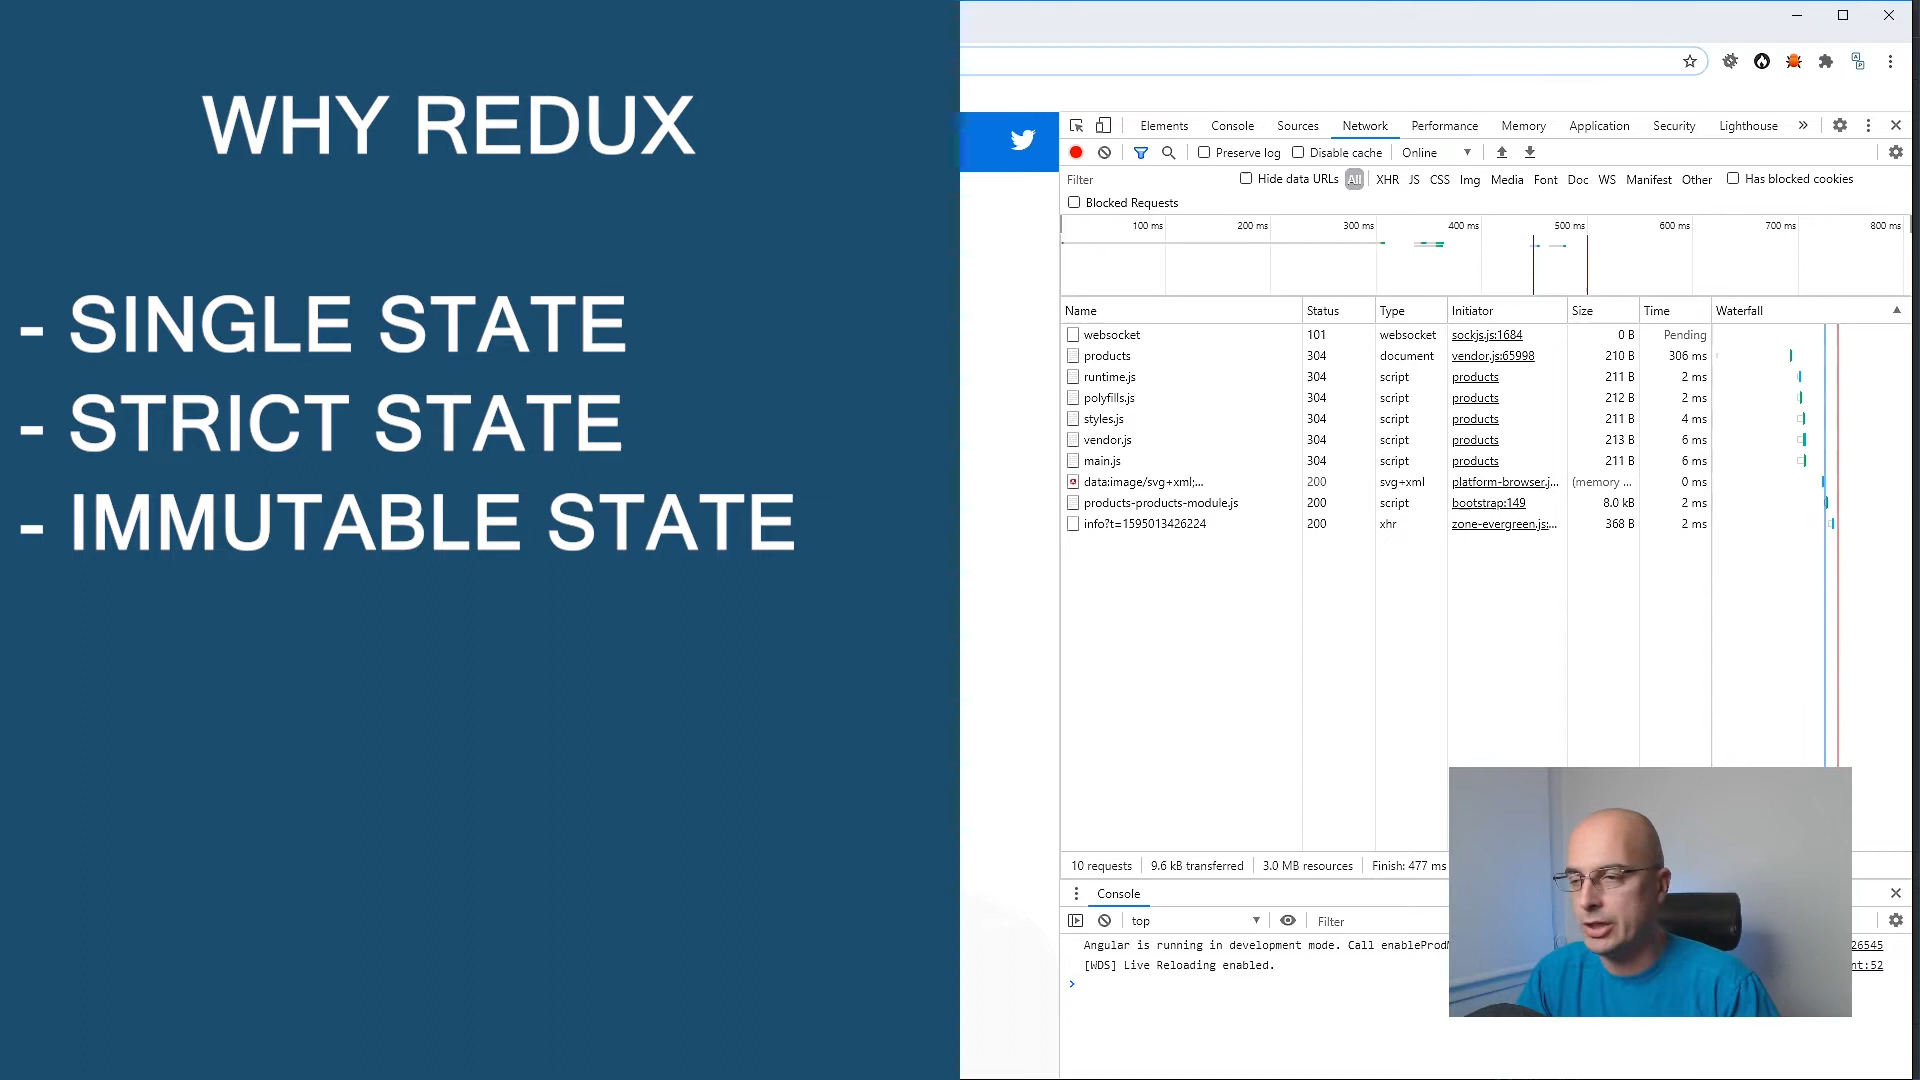 WHY REDUX
- SINGLE STATE
- STRICT STATE
- IMMUTABLE STATE
Elements Console Sources Network Performance Memory Application Security Lighthouse »
Preserve log Disable cache Online
Filter Hide data URLs All XHR JS CSS Img Media Font Doc WS Manifest Other Has blocked cookies
Blocked Requests
100 ms 200 ms 300 ms 400 ms 500 ms 600 ms 700 ms 800 ms
Name Status Type Initiator Size Time Waterfall
websocket 101 websocket sockjs.js:1684 0 B Pending
products 304 document vendor.js:65998 210 B 306 ms
runtime.js 304 script products 211 B 2 ms
polyfills.js 304 script products 212 B 2 ms
styles.js 304 script products 211 B 4 ms
vendor.js 304 script products 213 B 6 ms
main.js 304 script products 211 B 6 ms
data:image/svg+xml;... 200 svg+xml platform-browser.j... (memory ... 0 ms
products-products-module.js 200 script bootstrap:149 8.0 kB 2 ms
info?t=1595013426224 200 xhr zone-evergreen.js:... 368 B 2 ms
10 requests 9.6 kB transferred 3.0 MB resources Finish: 477 ms
Console
top Filter
Angular is running in development mode. Call enableProd 26545
[WDS] Live Reloading enabled. nt:52
>